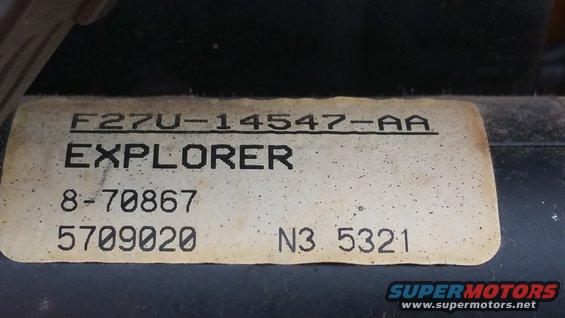 F27U-14547-AA
EXPLORER
8-70867
5709020 N3 5321
SUPERMOTORS
www.supermotors.net